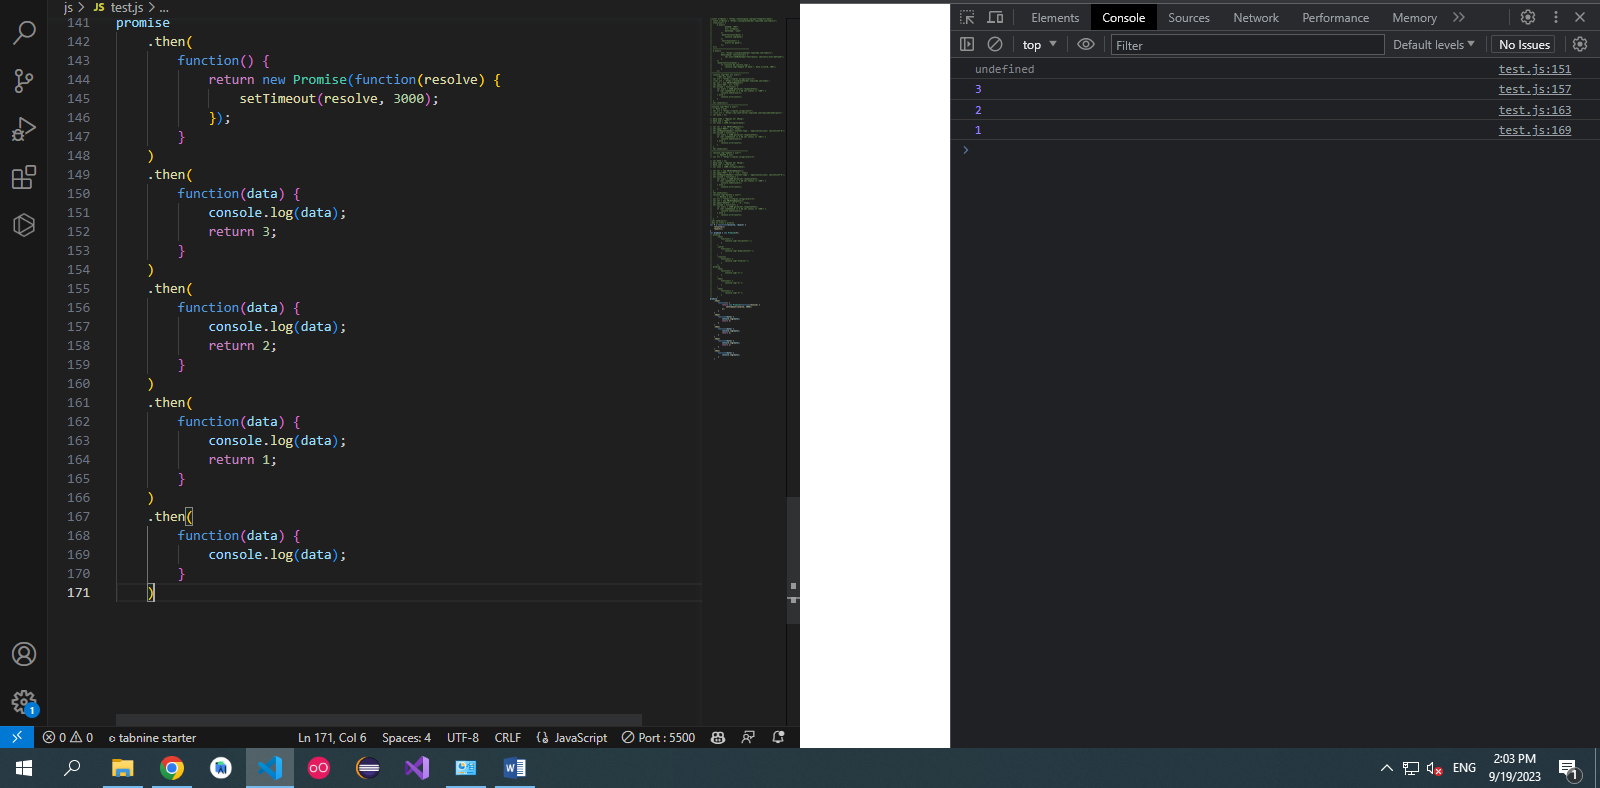 js > JS test.js > ...
141 promise
142 .then(
143 function() {
144 return new Promise(function(resolve) {
145 setTimeout(resolve, 3000);
146 });
147 }
148 )
149 .then(
150 function(data) {
151 console.log(data);
152 return 3;
153 }
154 )
155 .then(
156 function(data) {
157 console.log(data);
158 return 2;
159 }
160 )
161 .then(
162 function(data) {
163 console.log(data);
164 return 1;
165 }
166 )
167 .then(
168 function(data) {
169 console.log(data);
170 }
171 )
1
0 0 tabnine starter Ln 171, Col 6 Spaces: 4 UTF-8 CRLF JavaScript Port : 5500
Elements Console Sources Network Performance Memory
top Filter Default levels No Issues
undefined test.js:151
3 test.js:157
2 test.js:163
1 test.js:169
ENG 2:03 PM
9/19/2023 1